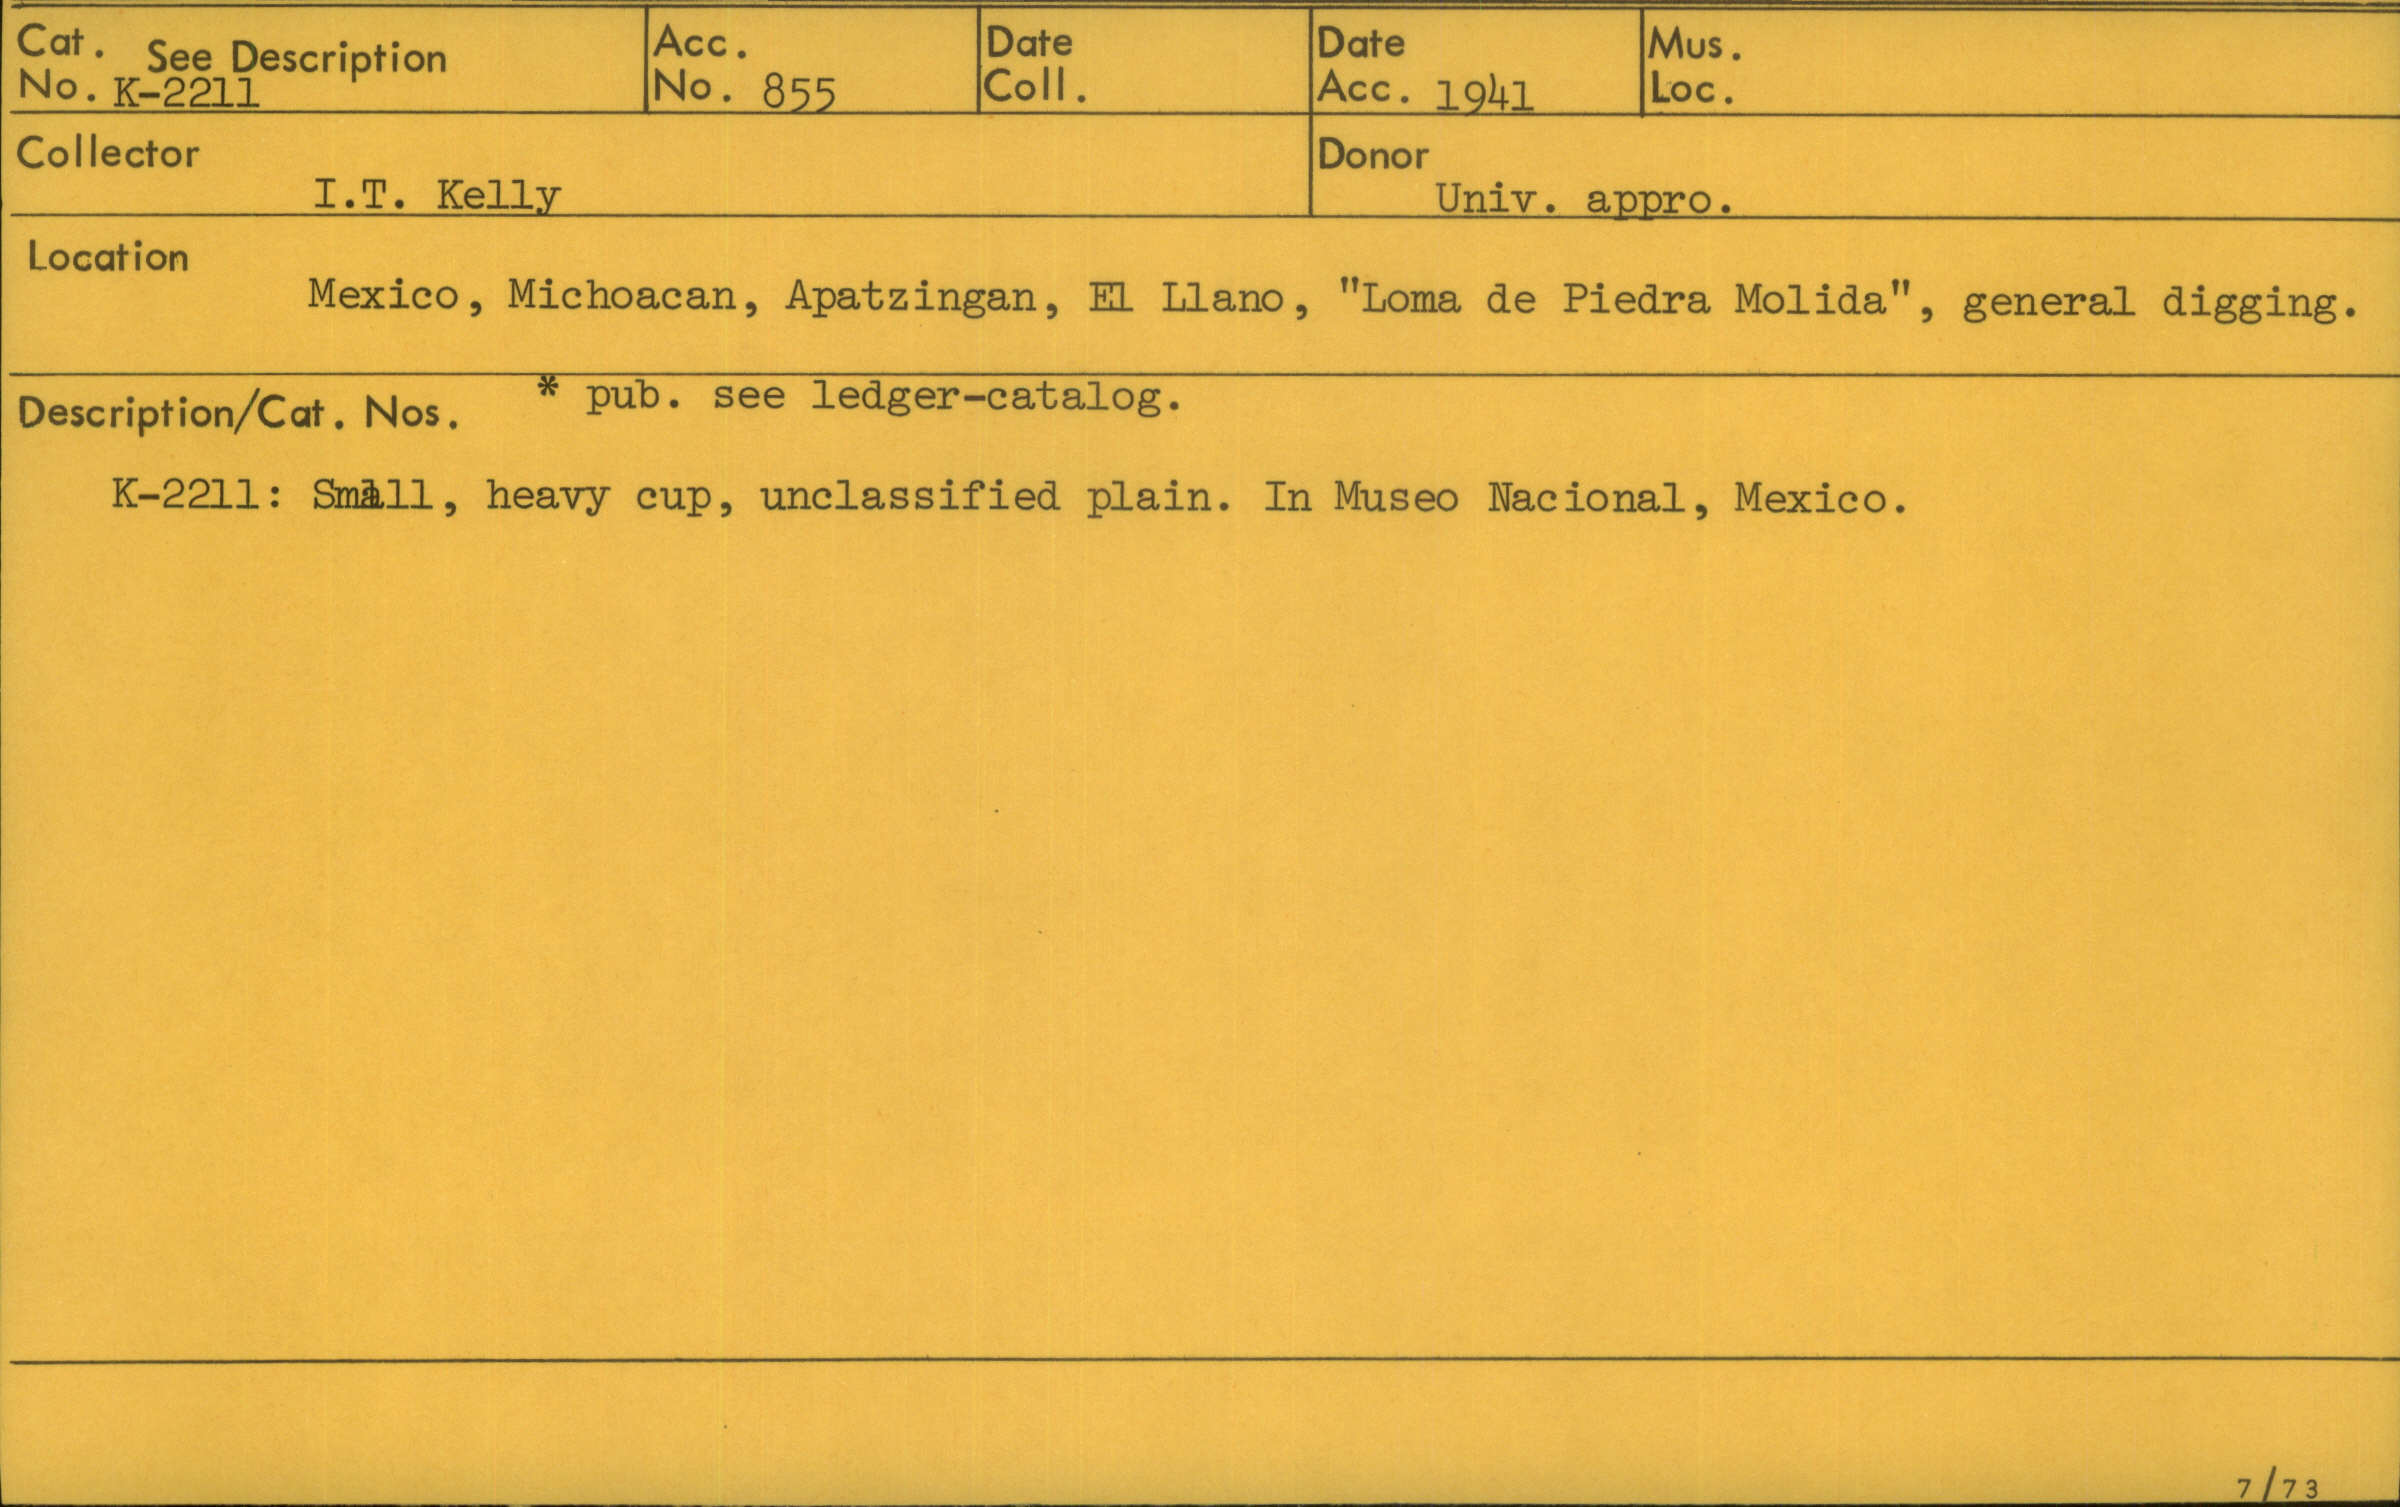 Cat. No. See Description K-2211
Acc. No. 855
Date Coll.
Date Acc. 1941
Mus. Loc.
Collector
I.T. Kelly
Donor
Univ. appro.
Location
Mexico, Michoacan, Apatzingan, El Llano, "Loma de Piedra Molida", general digging.
* pub. see ledger-catalog.
Description/Cat. Nos.
K-2211: Small, heavy cup, unclassified plain. In Museo Nacional, Mexico.
7/73